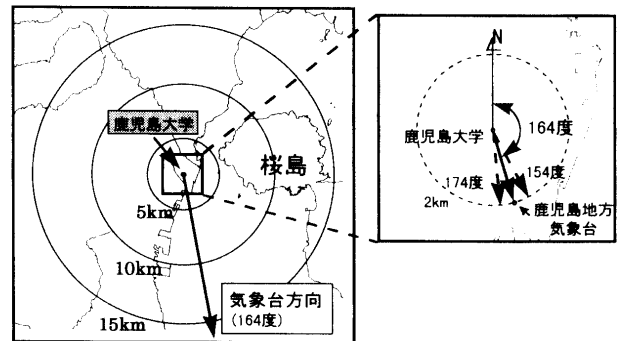 鹿児島大学
桜島
5km
10km
15km
気象台方向
(164度)
N
鹿児島大学
164度
174度
154度
2km
鹿児島地方
気象台